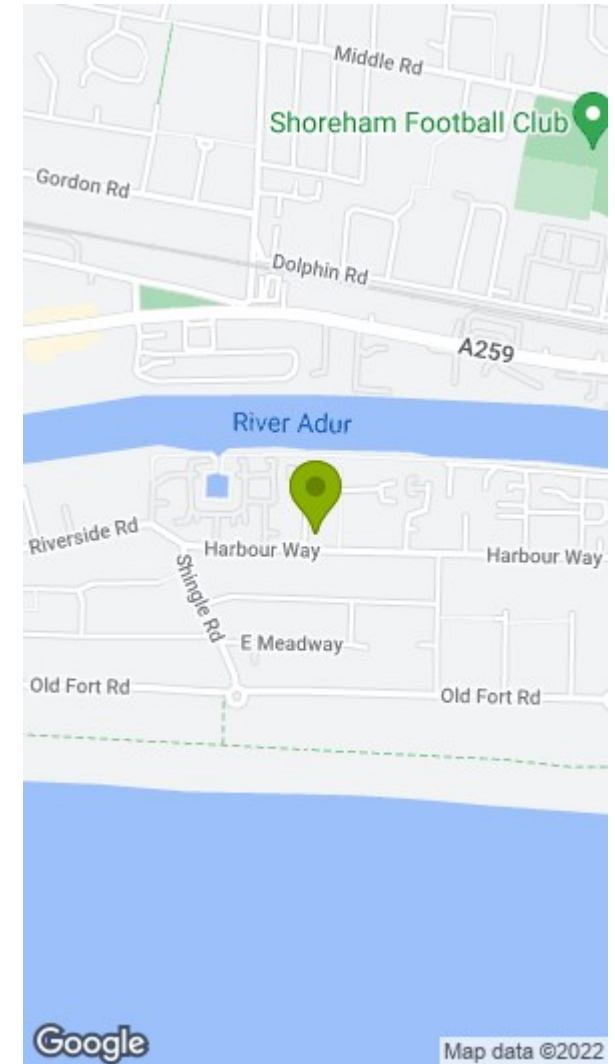 Middle Rd
Shoreham Football Club
Gordon Rd
Dolphin Rd
A259
River Adur
Riverside Rd
Harbour Way
Harbour Way
Shingle Rd
E Meadway
Old Fort Rd
Old Fort Rd
Google
Map data ©2022